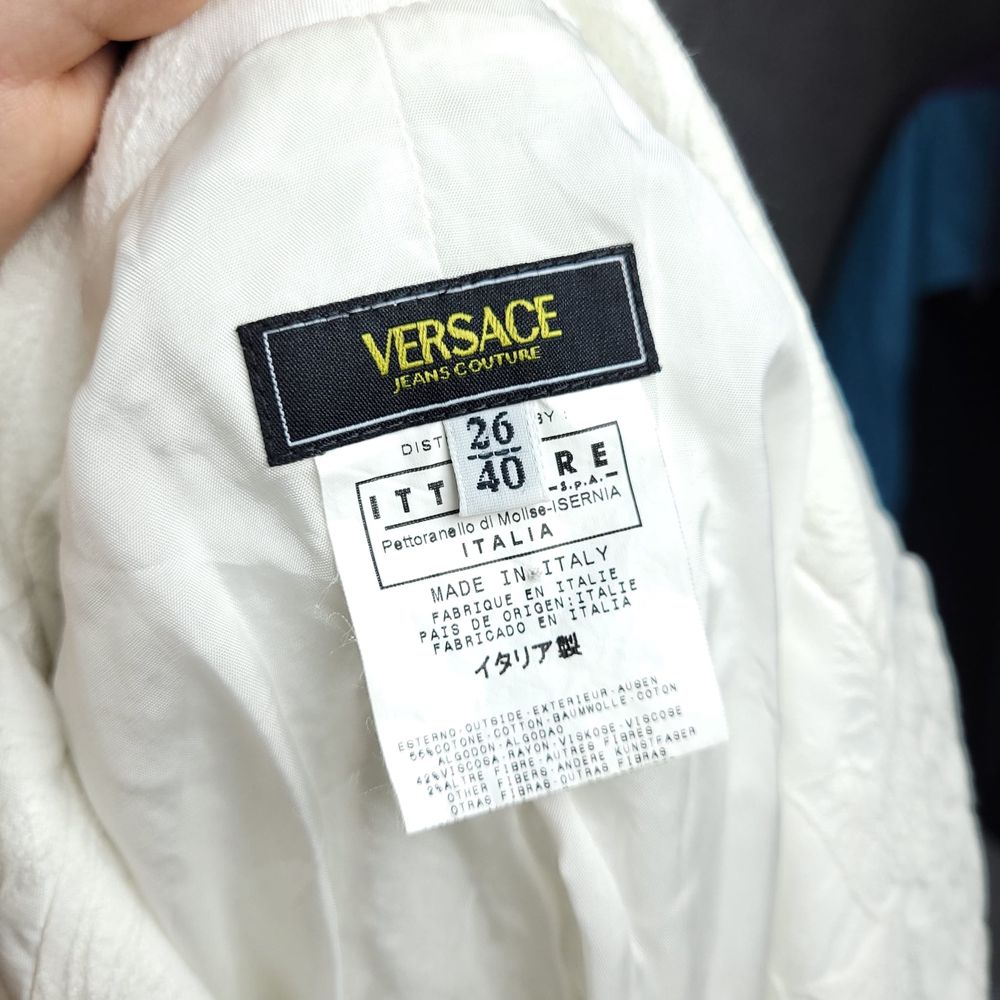 VERSACE
JEANS COUTURE
26
40
DIST BY :
ITT RE
S.p.A.
Pettoranello di Molise-ISERNIA
ITALIA
MADE IN ITALY
FABRIQUE EN ITALIE
PAIS DE ORIGEN:ITALIE
FABRICADO EN ITALIA
イタリア製
ESTERNO-OUTSIDE-EXTERIEUR-AUSEN
56%COTONE-COTTON-BAUMWOLLE-COTON
ALGODON-ALGODAO
42%VISCOSA-RAYON-VISKOSE-VISCOSE
2%ALTRE FIBRE-AUTRES FIBRES
OTHER FIBERS-ANDERE KUNSTFASER
OTRAS FIBRAS-OUTRAS FIBRAS